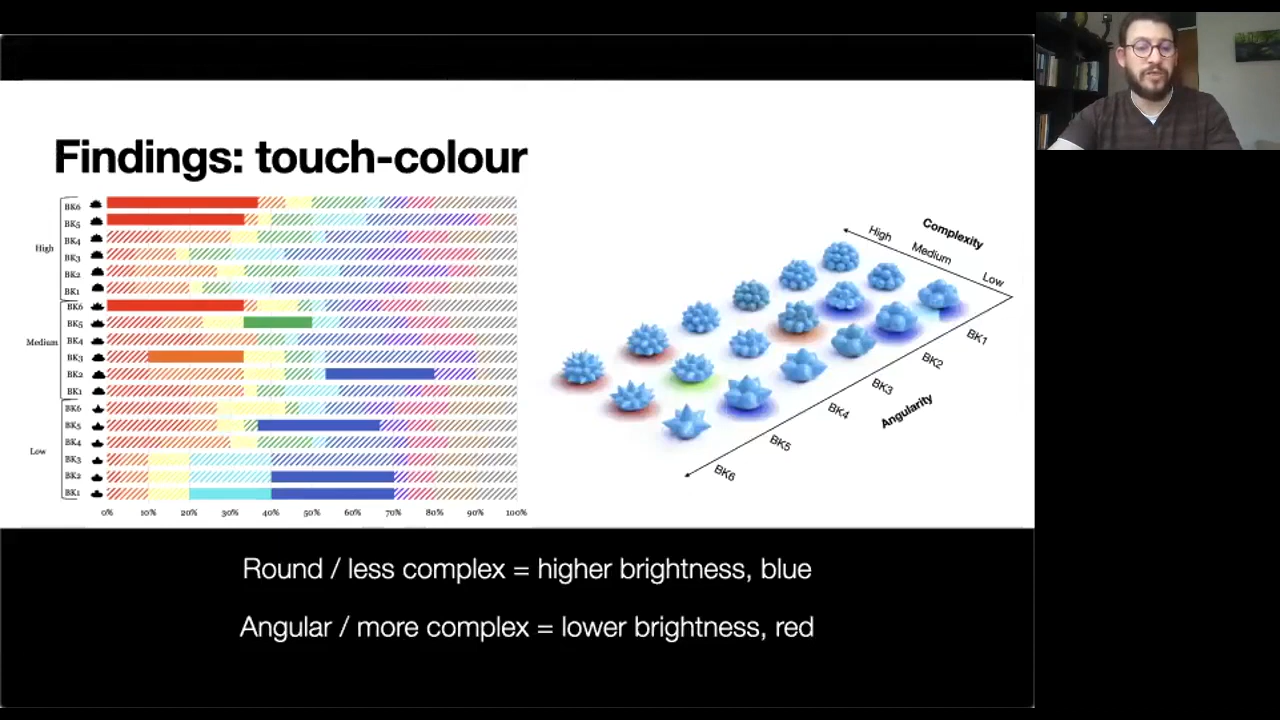 Findings: touch-colour
High
BK6
BK5
BK4
BK3
BK2
BK1
Medium
BK6
BK5
BK4
BK3
BK2
BK1
Low
BK6
BK5
BK4
BK3
BK2
BK1
0% 10% 20% 30% 40% 50% 60% 70% 80% 90% 100%
Complexity
High Medium Low
BK1
BK2
BK3
BK4
BK5
BK6
Angularity
Round / less complex = higher brightness, blue
Angular / more complex = lower brightness, red